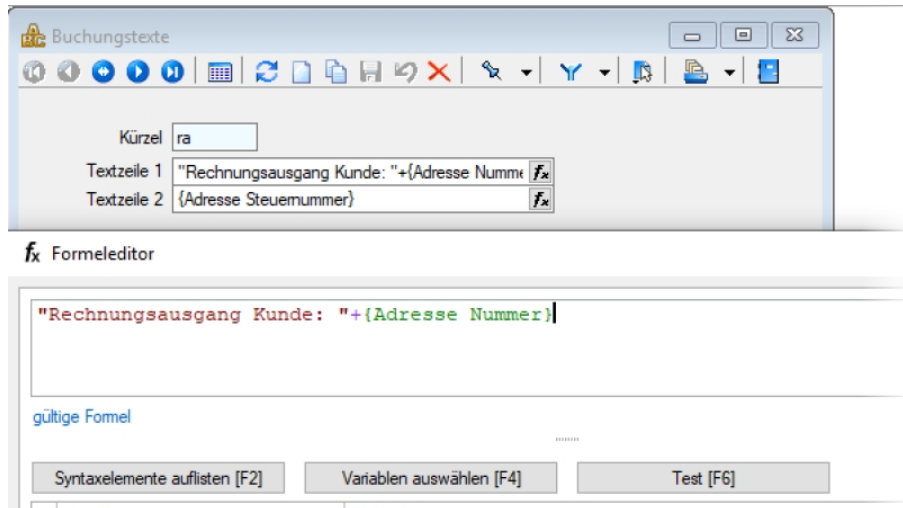 Buchungstexte
Kürzel ra
Textzeile 1 "Rechnungsausgang Kunde: "+{Adresse Numme
Textzeile 2 {Adresse Steuernummer}
fx Formeleditor
"Rechnungsausgang Kunde: "+{Adresse Nummer}
gültige Formel
Syntaxelemente auflisten [F2] Variablen auswählen [F4] Test [F6]